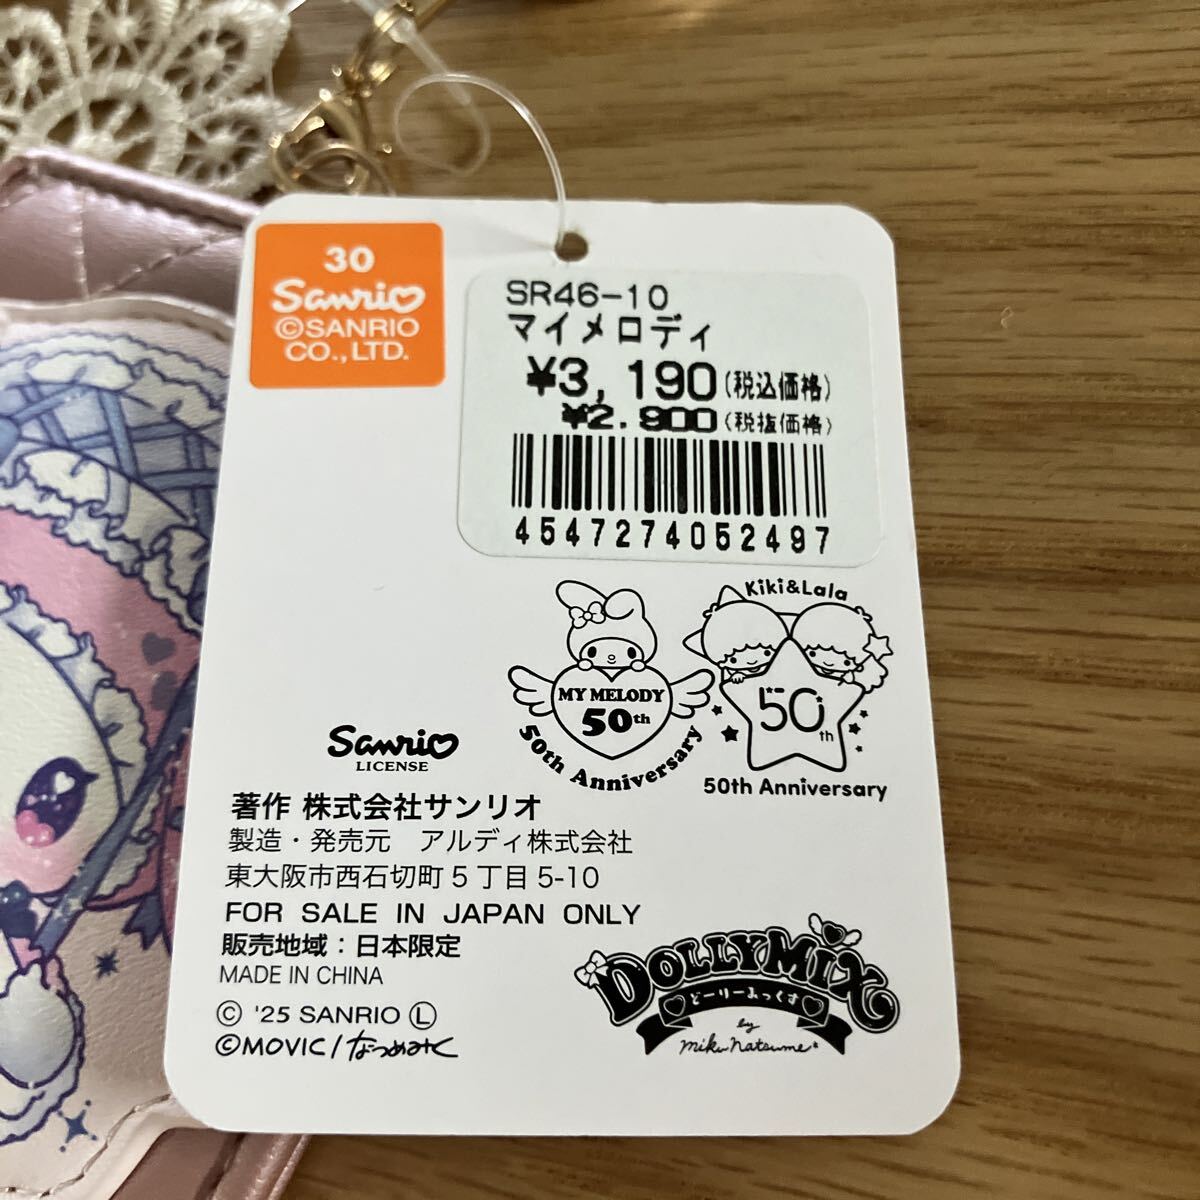 30
Sanrio
©SANRIO
CO., LTD.
SR46-10
マイメロディ
¥3,190(税込価格)
¥2,900(税抜価格)
4547274052497
Kiki&Lala
MY MELODY
50th
50th Anniversary
50th
50th Anniversary
Sanrio
LICENSE
著作 株式会社サンリオ
製造・発売元 アルディ株式会社
東大阪市西石切町5丁目5-10
FOR SALE IN JAPAN ONLY
販売地域：日本限定
MADE IN CHINA
© '25 SANRIO Ⓛ
©MOVIC/なつめみく
DOLLYMIX
どーりーみっくす
by
miku natsume*